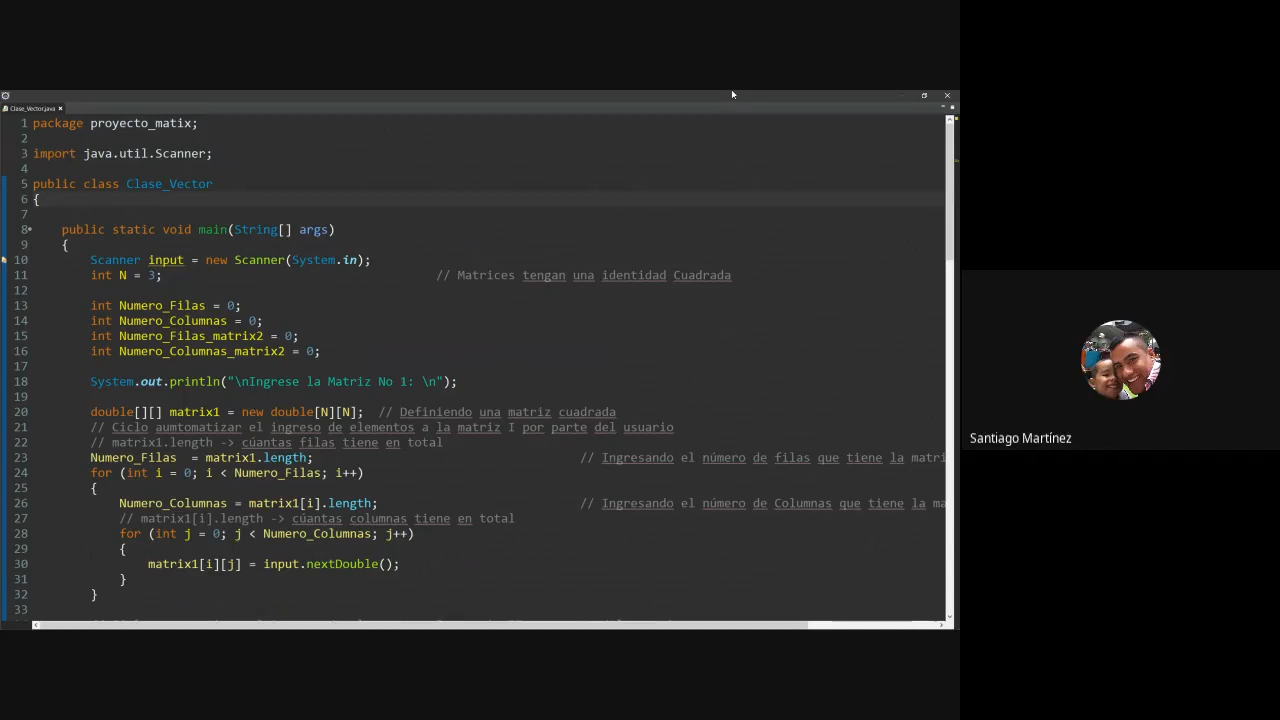 Clase_Vector.java
1 package proyecto_matix;
2
3 import java.util.Scanner;
4
5 public class Clase_Vector
6 {
7
8 public static void main(String[] args)
9 {
10 Scanner input = new Scanner(System.in);
11 int N = 3; // Matrices tengan una identidad Cuadrada
12
13 int Numero_Filas = 0;
14 int Numero_Columnas = 0;
15 int Numero_Filas_matrix2 = 0;
16 int Numero_Columnas_matrix2 = 0;
17
18 System.out.println("\nIngrese la Matriz No 1: \n");
19
20 double[][] matrix1 = new double[N][N]; // Definiendo una matriz cuadrada
21 // Ciclo aumtomatizar el ingreso de elementos a la matriz I por parte del usuario
22 // matrix1.length -> cúantas filas tiene en total
23 Numero_Filas = matrix1.length; // Ingresando el número de filas que tiene la matri
24 for (int i = 0; i < Numero_Filas; i++)
25 {
26 Numero_Columnas = matrix1[i].length; // Ingresando el número de Columnas que tiene la ma
27 // matrix1[i].length -> cúantas columnas tiene en total
28 for (int j = 0; j < Numero_Columnas; j++)
29 {
30 matrix1[i][j] = input.nextDouble();
31 }
32 }
33
Santiago Martínez